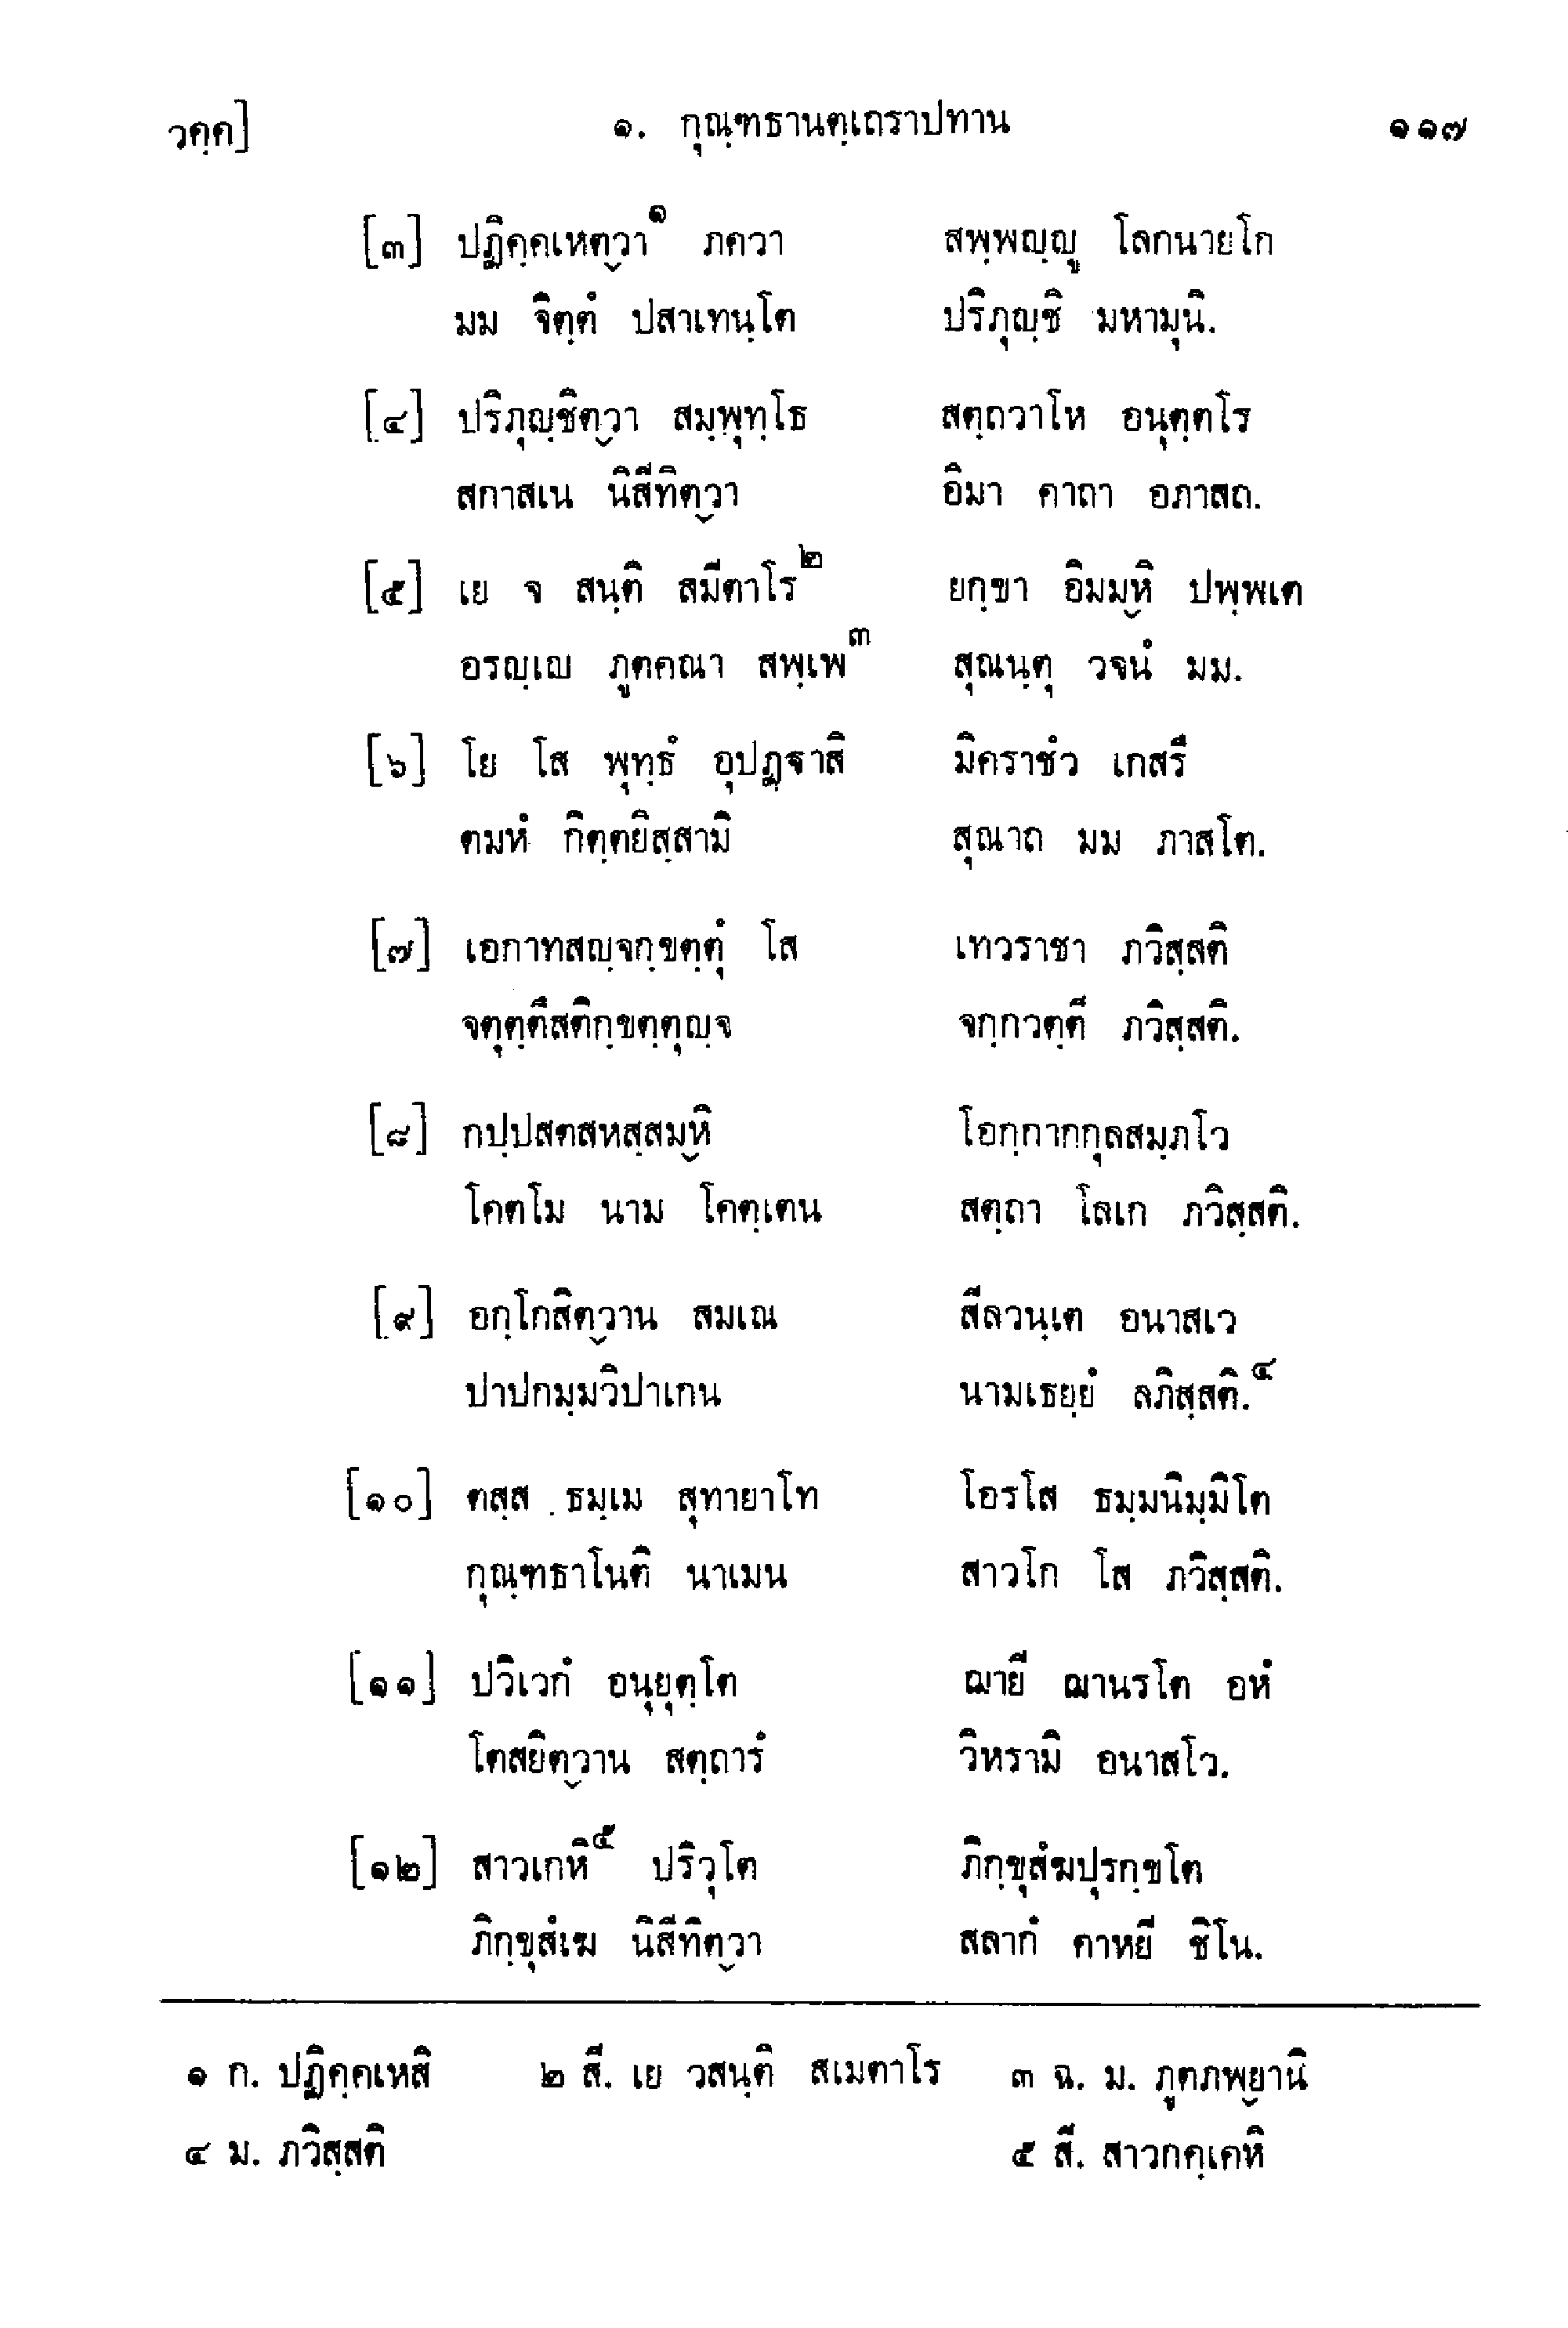 วคฺค] ๑. กุณฺฑธานตฺเถราปทาน ๑๑๗
[๓] ปฏิคฺคเหตฺวา๑ ภควา สพฺพญฺญู โลกนายโก
มม จิตฺตํ ปสาเทนฺโต ปริภุญฺชิ มหามุนิ.
[๔] ปริภุญฺชิตฺวา สมฺพุทฺโธ สตฺถวาโห อนุตฺตโร
สกาสเน นิสีทิตฺวา อิมา คาถา อภาสถ.
[๕] เย จ สนฺติ สมีตาโร๒ ยกฺขา อิมมฺหิ ปพฺพเต
อรญฺเญ ภูตคณา สพฺเพ๓ สุณนฺตุ วจนํ มม.
[๖] โย โส พุทฺธํ อุปฏฺฐาสิ มิคราชํว เกสรึ
ตมหํ กิตฺตยิสฺสามิ สุณาถ มม ภาสโต.
[๗] เอกาทสญฺจกฺขตฺตุํ โส เทวราชา ภวิสฺสติ
จตุตฺตึสติกฺขตฺตุญฺจ จกฺกวตฺตี ภวิสฺสติ.
[๘] กปฺปสตสหสฺสมฺหิ โอกฺกากกุลสมฺภโว
โคตโม นาม โคตฺเตน สตฺถา โลเก ภวิสฺสติ.
[๙] อกฺโกสิตฺวาน สมเณ สีลวนฺเต อนาสเว
ปาปกมฺมวิปาเกน นามเธยฺยํ ลภิสฺสติ.๔
[๑๐] ตสฺส ธมฺเม สุทายาโท โอรโส ธมฺมนิมฺมิโต
กุณฺฑธาโนติ นาเมน สาวโก โส ภวิสฺสติ.
[๑๑] ปวิเวกํ อนุยุตฺโต ฌายี ฌานรโต อหํ
โตสยิตฺวาน สตฺถารํ วิหรามิ อนาสโว.
[๑๒] สาวเกหิ๕ ปริวุโต ภิกฺขุสํฆปุรกฺขโต
ภิกฺขุสํเฆ นิสีทิตฺวา สลากํ คาหยี ชิโน.
๑ ก. ปฏิคฺคเหสิ ๒ สี. เย วสนฺติ สเมตาโร ๓ ฉ. ม. ภูตภพฺยานิ
๔ ม. ภวิสฺสติ ๕ สี. สาวกคฺเคหิ